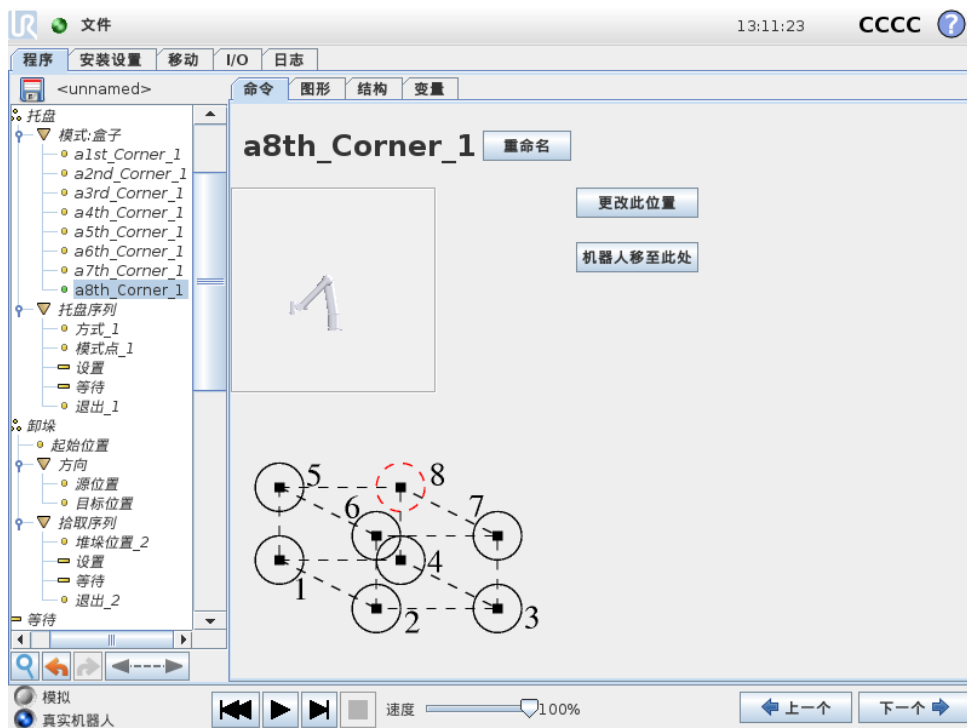 UR 文件 13:11:23 CCCC ?
程序 安装设置 移动 I/O 日志
<unnamed> 命令 图形 结构 变量
托盘
模式:盒子
a1st_Corner_1
a2nd_Corner_1
a3rd_Corner_1
a4th_Corner_1
a5th_Corner_1
a6th_Corner_1
a7th_Corner_1
a8th_Corner_1
托盘序列
方式_1
模式点_1
设置
等待
退出_1
卸垛
起始位置
方向
源位置
目标位置
拾取序列
堆垛位置_2
设置
等待
退出_2
等待
a8th_Corner_1 重命名
更改此位置
机器人移至此处
5 8
6 7
1 4
2 3
模拟
真实机器人
速度 100%
上一个 下一个